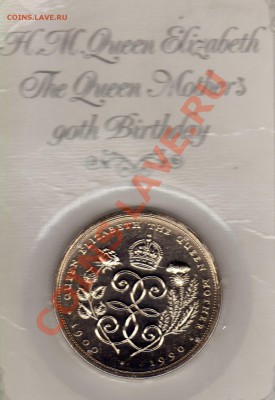 COINS.LAVE.RU
H.M. Queen Elizabeth
The Queen Mother's
90th Birthday
QUEEN ELIZABETH THE QUEEN MOTHER
1900 · 1990
COINS.LAVE.RU